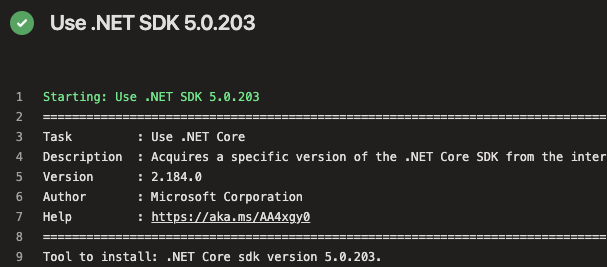 Use .NET SDK 5.0.203
1 Starting: Use .NET SDK 5.0.203
2 ==============================================================================
3 Task         : Use .NET Core
4 Description  : Acquires a specific version of the .NET Core SDK from the inter
5 Version      : 2.184.0
6 Author       : Microsoft Corporation
7 Help         : https://aka.ms/AA4xgy0
8 ==============================================================================
9 Tool to install: .NET Core sdk version 5.0.203.